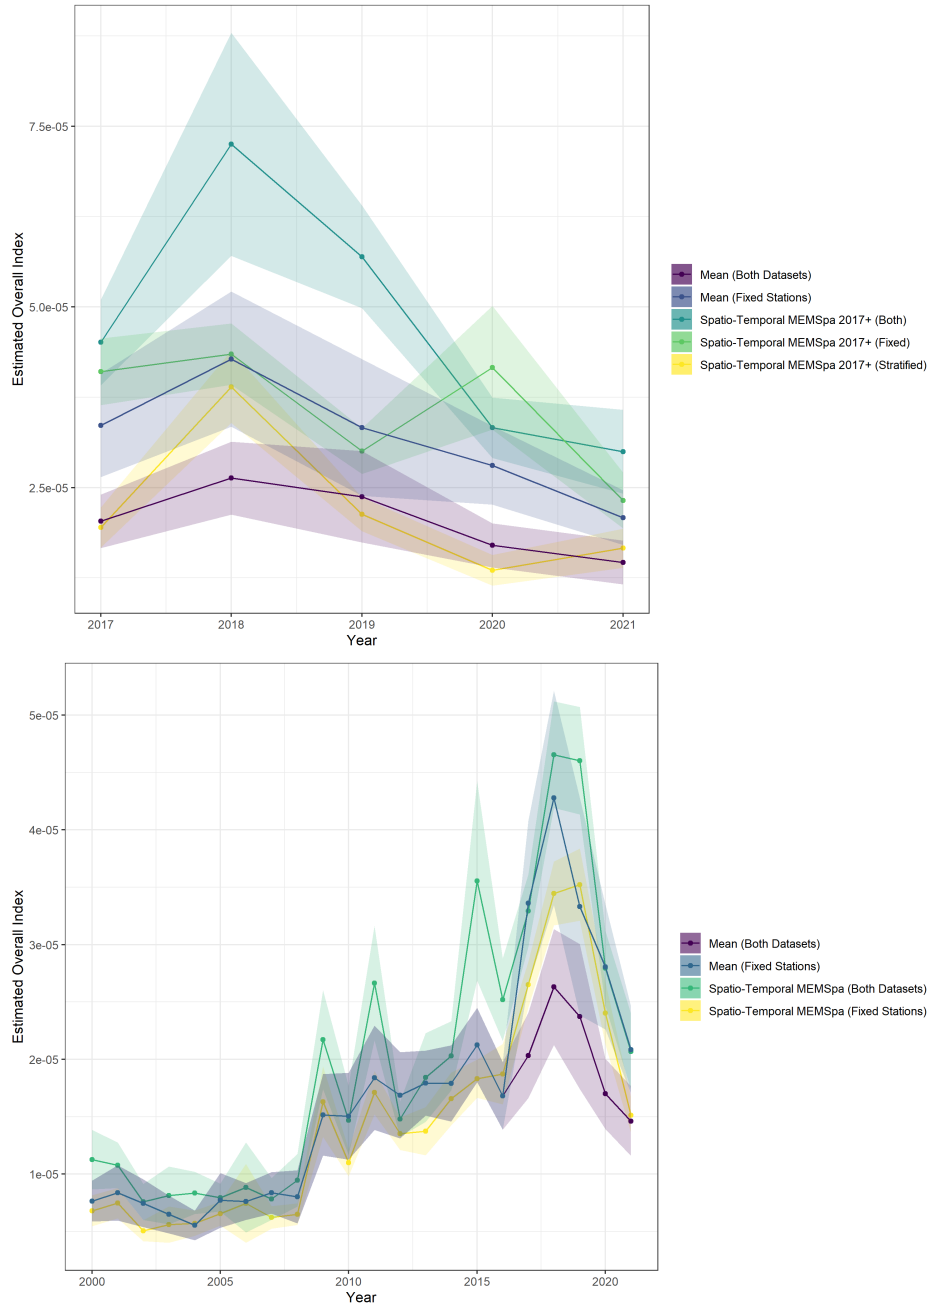 7.5e-05
5.0e-05
2.5e-05
Estimated Overall Index
2017
2018
2019
2020
2021
Year
Mean (Both Datasets)
Mean (Fixed Stations)
Spatio-Temporal MEMSpa 2017+ (Both)
Spatio-Temporal MEMSpa 2017+ (Fixed)
Spatio-Temporal MEMSpa 2017+ (Stratified)
5e-05
4e-05
3e-05
2e-05
1e-05
Estimated Overall Index
2000
2005
2010
2015
2020
Year
Mean (Both Datasets)
Mean (Fixed Stations)
Spatio-Temporal MEMSpa (Both Datasets)
Spatio-Temporal MEMSpa (Fixed Stations)